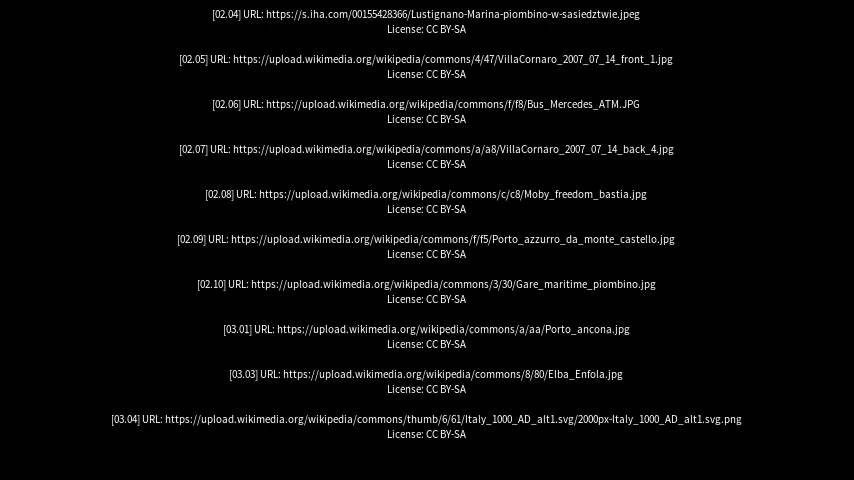 [02.04] URL: https://s.iha.com/00155428366/Lustignano-Marina-piombino-w-sasiedztwie.jpeg
License: CC BY-SA
[02.05] URL: https://upload.wikimedia.org/wikipedia/commons/4/47/VillaCornaro_2007_07_14_front_1.jpg
License: CC BY-SA
[02.06] URL: https://upload.wikimedia.org/wikipedia/commons/f/f8/Bus_Mercedes_ATM.JPG
License: CC BY-SA
[02.07] URL: https://upload.wikimedia.org/wikipedia/commons/a/a8/VillaCornaro_2007_07_14_back_4.jpg
License: CC BY-SA
[02.08] URL: https://upload.wikimedia.org/wikipedia/commons/c/c8/Moby_freedom_bastia.jpg
License: CC BY-SA
[02.09] URL: https://upload.wikimedia.org/wikipedia/commons/f/f5/Porto_azzurro_da_monte_castello.jpg
License: CC BY-SA
[02.10] URL: https://upload.wikimedia.org/wikipedia/commons/3/30/Gare_maritime_piombino.jpg
License: CC BY-SA
[03.01] URL: https://upload.wikimedia.org/wikipedia/commons/a/aa/Porto_ancona.jpg
License: CC BY-SA
[03.03] URL: https://upload.wikimedia.org/wikipedia/commons/8/80/Elba_Enfola.jpg
License: CC BY-SA
[03.04] URL: https://upload.wikimedia.org/wikipedia/commons/thumb/6/61/Italy_1000_AD_alt1.svg/2000px-Italy_1000_AD_alt1.svg.png
License: CC BY-SA